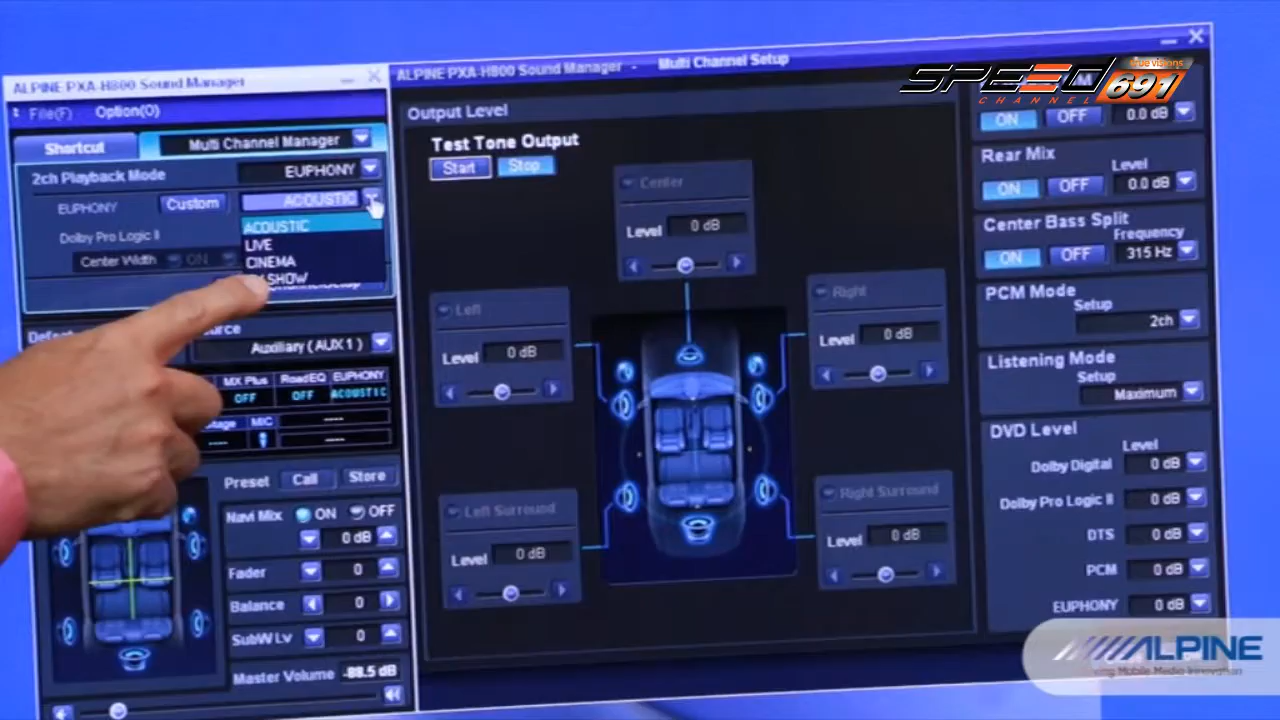 ALPINE PXA-H800 Sound Manager
File(F) Option(O)
Shortcut
Multi Channel Manager
2ch Playback Mode
EUPHONY
EUPHONY
Custom
ACOUSTIC
Dolby Pro Logic II
ACOUSTIC
LIVE
CINEMA
SHOW
Center Width
ON
Auxiliary ( AUX 1 )
MX Plus
RoadEQ
EUPHONY
OFF
OFF
ACOUSTIC
MIC
----
----
----
Preset
Call
Store
Navi Mix
ON
OFF
0 dB
Fader
0
Balance
0
SubW Lv
0
Master Volume
-88.5 dB
ALPINE PXA-H800 Sound Manager - Multi Channel Setup
Output Level
Test Tone Output
Start
Stop
Center
Level
0 dB
Left
Level
0 dB
Right
Level
0 dB
Left Surround
Level
0 dB
Right Surround
Level
0 dB
ON
OFF
0.0 dB
Rear Mix
Level
ON
OFF
0.0 dB
Center Bass Split
Frequency
ON
OFF
315 Hz
PCM Mode
Setup
2ch
Listening Mode
Setup
Maximum
DVD Level
Level
Dolby Digital
0 dB
Dolby Pro Logic II
0 dB
DTS
0 dB
PCM
0 dB
EUPHONY
0 dB
SPEED
CHANNEL
true visions
691
ALPINE
Mobile Media Innovation